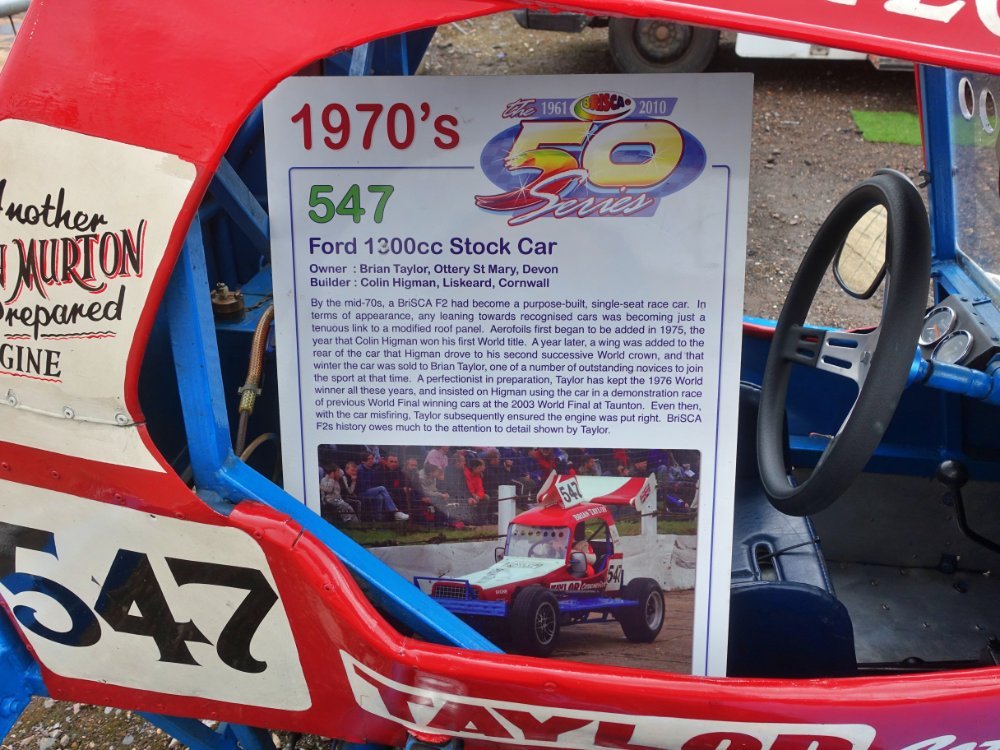 1970's
the 1961 BRISCA 2010
50
Series
547
Ford 1300cc Stock Car
Owner : Brian Taylor, Ottery St Mary, Devon
Builder : Colin Higman, Liskeard, Cornwall
By the mid-70s, a BriSCA F2 had become a purpose-built, single-seat race car. In
terms of appearance, any leaning towards recognised cars was becoming just a
tenuous link to a modified roof panel. Aerofoils first began to be added in 1975, the
year that Colin Higman won his first World title. A year later, a wing was added to the
rear of the car that Higman drove to his second successive World crown, and that
winter the car was sold to Brian Taylor, one of a number of outstanding novices to join
the sport at that time. A perfectionist in preparation, Taylor has kept the 1976 World
winner all these years, and insisted on Higman using the car in a demonstration race
of previous World Final winning cars at the 2003 World Final at Taunton. Even then,
with the car misfiring, Taylor subsequently ensured the engine was put right. BriSCA
F2s history owes much to the attention to detail shown by Taylor.
547
BRIAN TAYLOR
547
TAYLOR
Another
MURTON
Prepared
ENGINE
547
TAYLOR